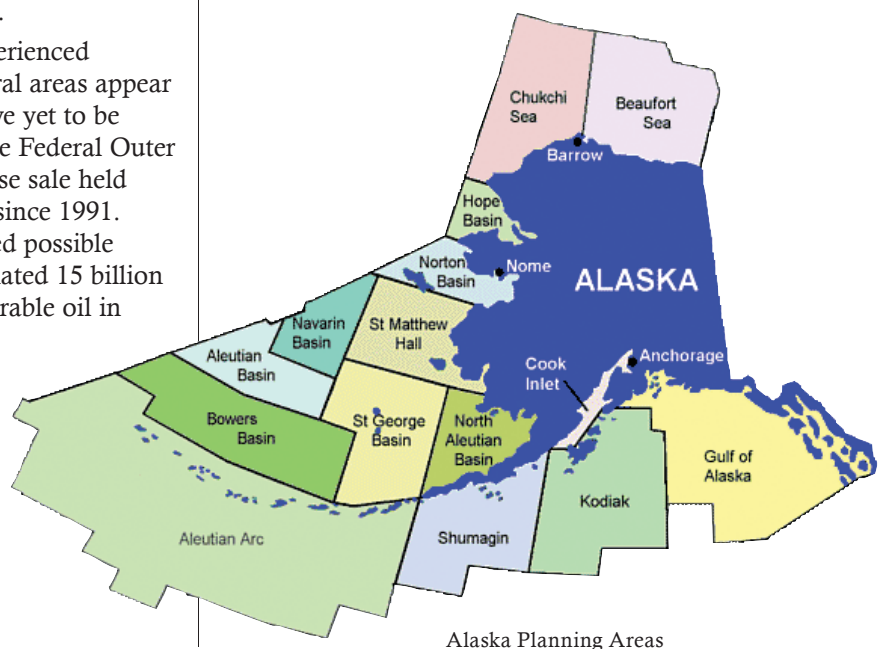 erienced
ral areas appear
ve yet to be
e Federal Outer
se sale held
since 1991.
ed possible
ated 15 billion
rable oil in
Chukchi
Sea
Beaufort
Sea
Barrow
Hope
Basin
Norton
Basin
Nome
ALASKA
Navarin
Basin
St Matthew
Hall
Aleutian
Basin
Cook
Inlet
Anchorage
Bowers
Basin
St George
Basin
North
Aleutian
Basin
Gulf of
Alaska
Kodiak
Aleutian Arc
Shumagin
Alaska Planning Areas